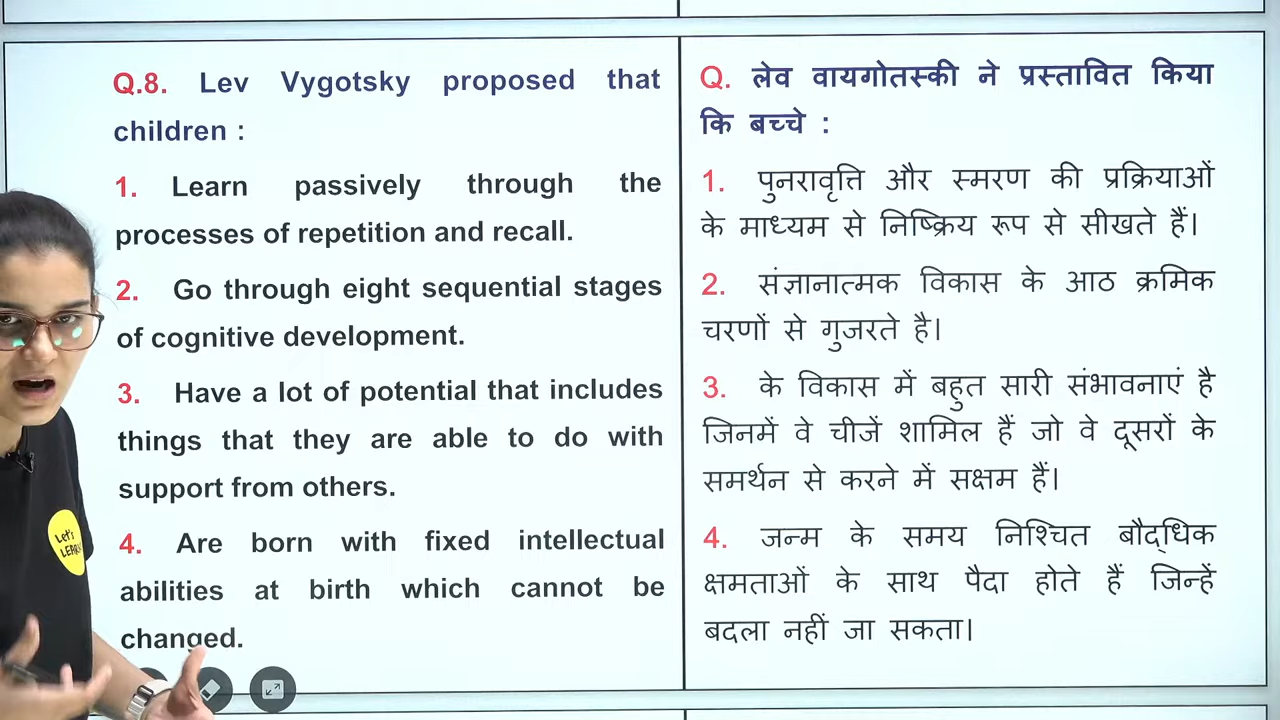 Q.8. Lev Vygotsky proposed that
children :
1. Learn passively through the
processes of repetition and recall.
2. Go through eight sequential stages
of cognitive development.
3. Have a lot of potential that includes
things that they are able to do with
support from others.
4. Are born with fixed intellectual
abilities at birth which cannot be
changed.
Q. लेव वायगोतस्की ने प्रस्तावित किया
कि बच्चे :
1. पुनरावृत्ति और स्मरण की प्रक्रियाओं
के माध्यम से निष्क्रिय रूप से सीखते हैं।
2. संज्ञानात्मक विकास के आठ क्रमिक
चरणों से गुजरते है।
3. के विकास में बहुत सारी संभावनाएं है
जिनमें वे चीजें शामिल हैं जो वे दूसरों के
समर्थन से करने में सक्षम हैं।
4. जन्म के समय निश्चित बौद्धिक
क्षमताओं के साथ पैदा होते हैं जिन्हें
बदला नहीं जा सकता।
Let's
LEARN